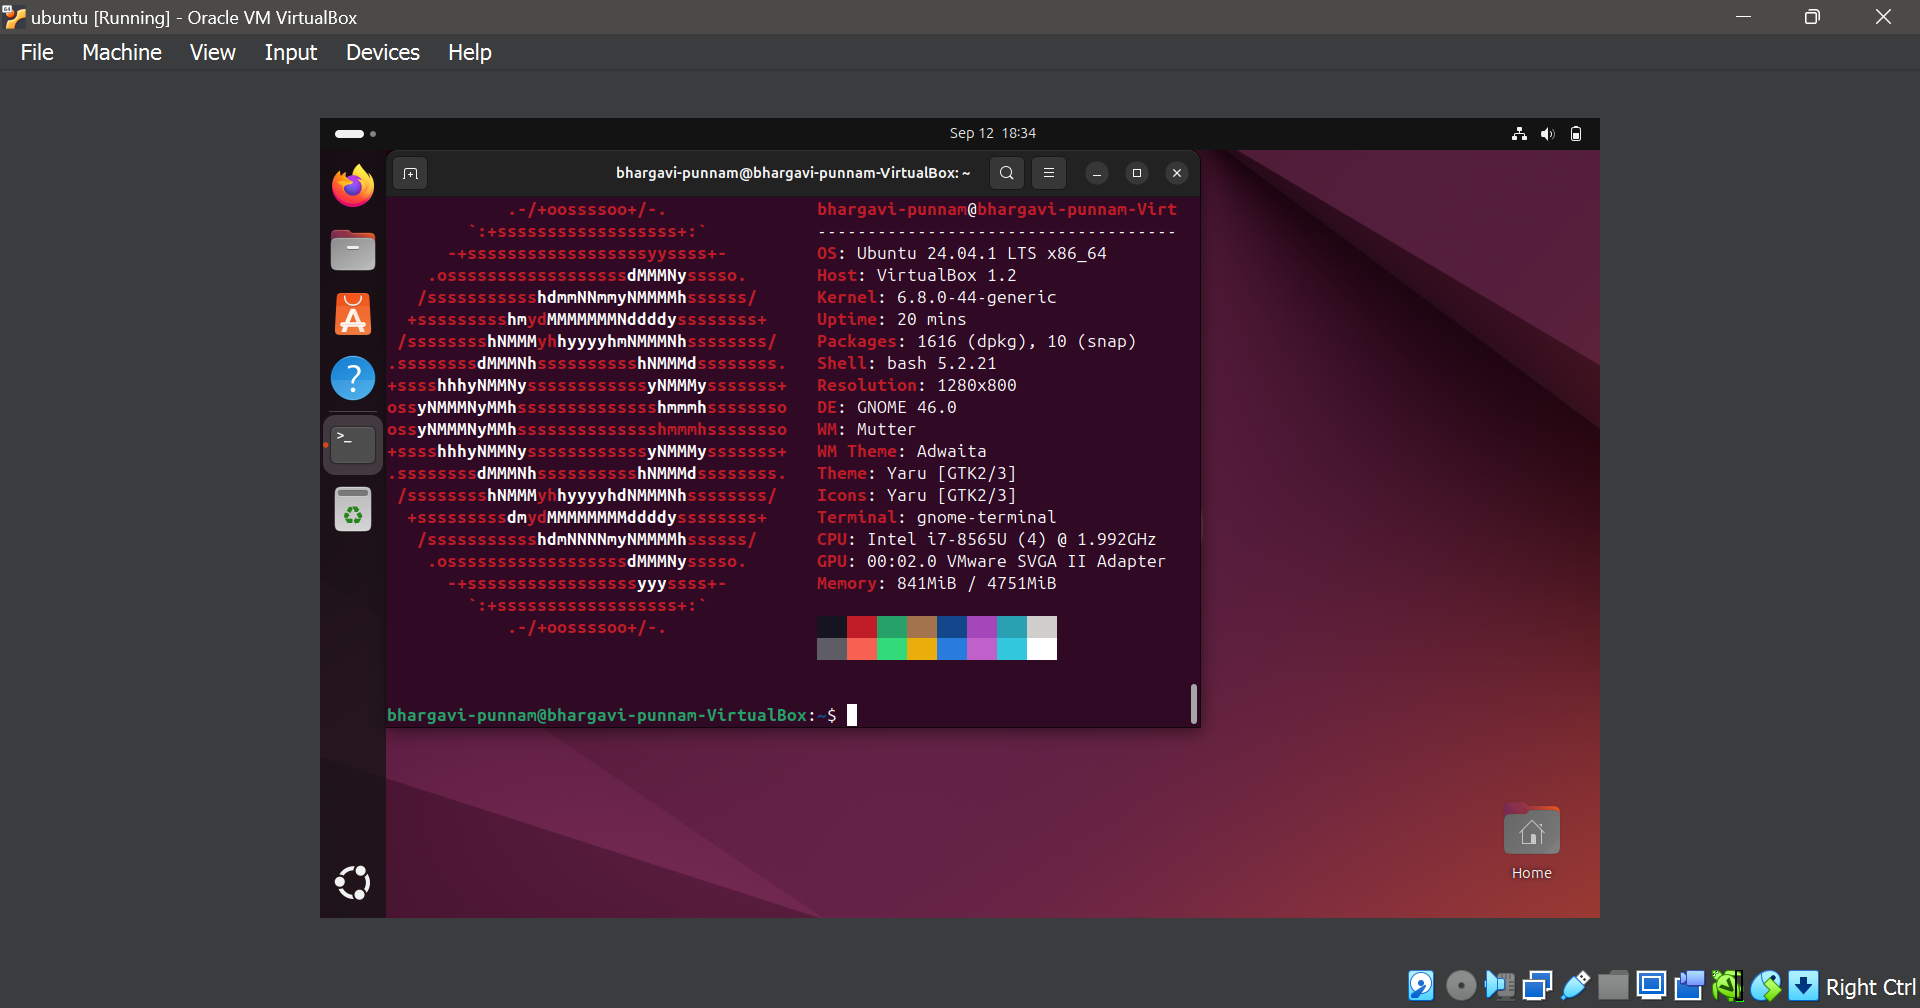 ubuntu [Running] - Oracle VM VirtualBox
File Machine View Input Devices Help
Sep 12 18:34
bhargavi-punnam@bhargavi-punnam-VirtualBox: ~
.-/+oossssoo+/-. bhargavi-punnam@bhargavi-punnam-Virt
`:+ssssssssssssssssss+:` ------------------------------------
-+ssssssssssssssssssyyssss+- OS: Ubuntu 24.04.1 LTS x86_64
.ossssssssssssssssssdMMMNysssso. Host: VirtualBox 1.2
/ssssssssssshdmmNNmmyNMMMMhssssss/ Kernel: 6.8.0-44-generic
+ssssssssshmydMMMMMMMNddddyssssssss+ Uptime: 20 mins
/sssssssshNMMMyhhyyyyhmNMMMNhssssssss/ Packages: 1616 (dpkg), 10 (snap)
.ssssssssdMMMNhsssssssssshNMMMdssssssss. Shell: bash 5.2.21
+sssshhhyNMMNyssssssssssssyNMMMysssssss+ Resolution: 1280x800
ossyNMMMNyMMhsssssssssssssshmmmhssssssso DE: GNOME 46.0
ossyNMMMNyMMhsssssssssssssshmmmhssssssso WM: Mutter
+sssshhhyNMMNyssssssssssssyNMMMysssssss+ WM Theme: Adwaita
.ssssssssdMMMNhsssssssssshNMMMdssssssss. Theme: Yaru [GTK2/3]
/sssssssshNMMMyhhyyyyhdNMMMNhssssssss/ Icons: Yaru [GTK2/3]
+sssssssssdmydMMMMMMMMddddyssssssss+ Terminal: gnome-terminal
/ssssssssssshdmNNNNmyNMMMMhssssss/ CPU: Intel i7-8565U (4) @ 1.992GHz
.ossssssssssssssssssdMMMNysssso. GPU: 00:02.0 VMware SVGA II Adapter
-+sssssssssssssssssyyyssss+- Memory: 841MiB / 4751MiB
`:+ssssssssssssssssss+:`
.-/+oossssoo+/-.
bhargavi-punnam@bhargavi-punnam-VirtualBox:~$
Home
Right Ctrl